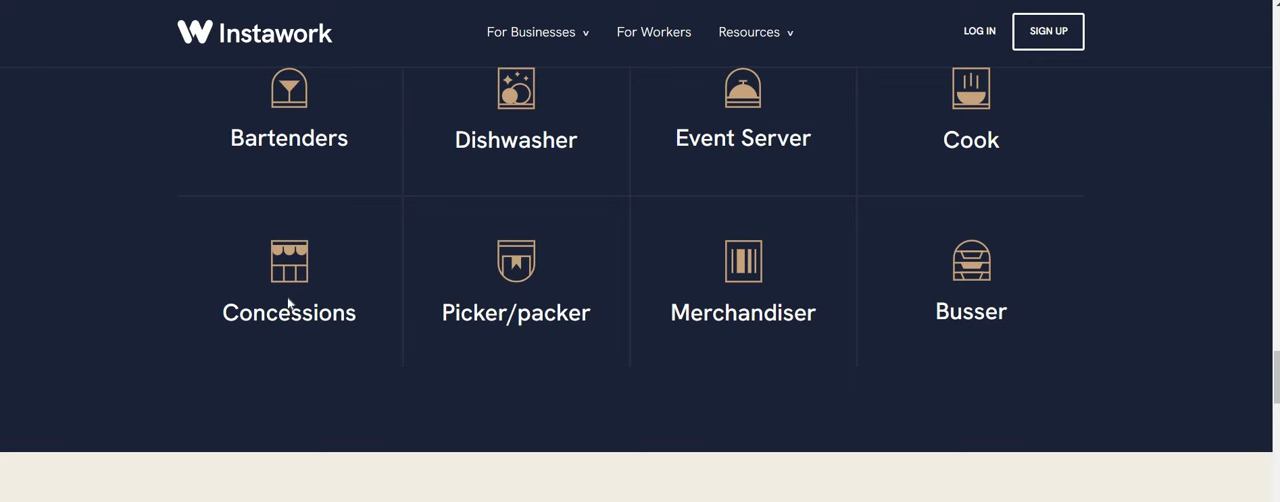 Instawork
For Businesses
For Workers
Resources
LOG IN
SIGN UP
Bartenders
Dishwasher
Event Server
Cook
Concessions
Picker/packer
Merchandiser
Busser